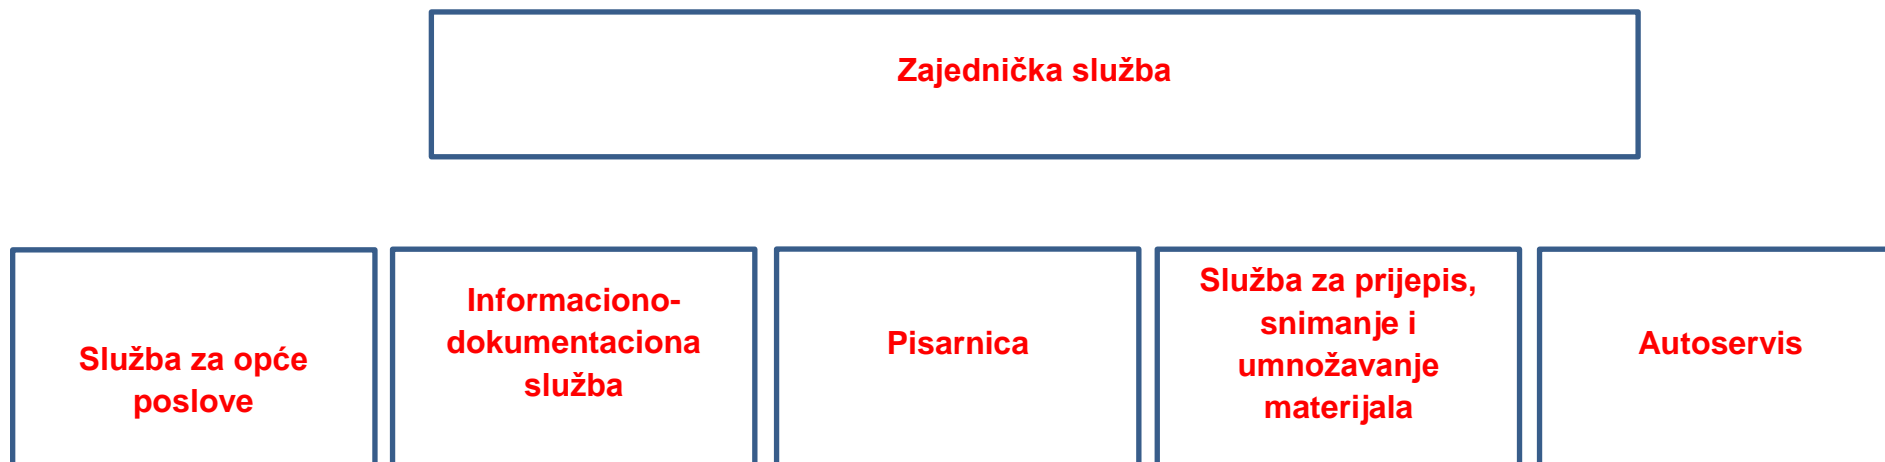 Zajednička služba
Služba za opće
poslove
Informaciono-
dokumentaciona
služba
Pisarnica
Služba za prijepis,
snimanje i
umnožavanje
materijala
Autoservis